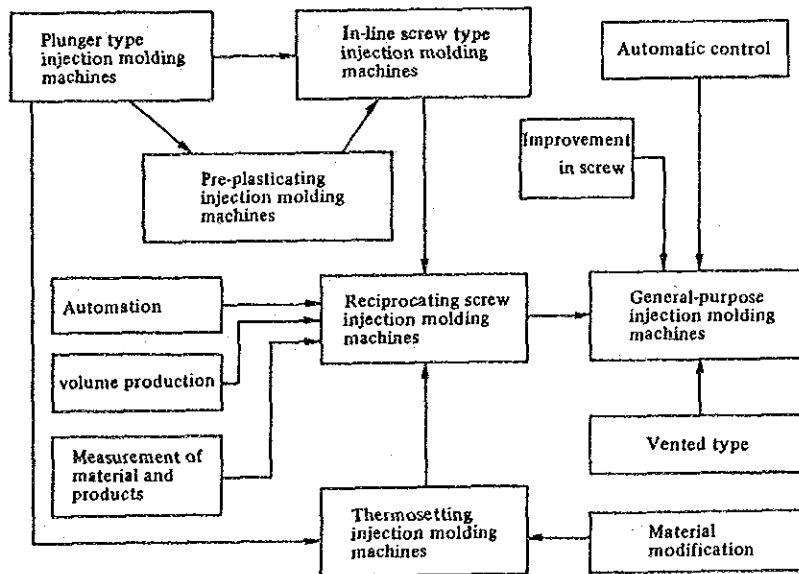 Plunger type
injection molding
machines
In-line screw type
injection molding
machines
Automatic control
Improvement
in screw
Pre-plasticating
injection molding
machines
Automation
Reciprocating screw
injection molding
machines
General-purpose
injection molding
machines
volume production
Measurement of
material and
products
Vented type
Thermosetting
injection molding
machines
Material
modification